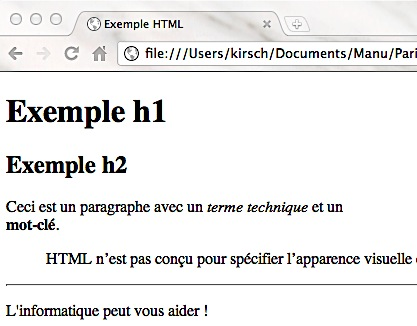 Exemple HTML
file:///Users/kirsch/Documents/Manu/Pari
Exemple h1
Exemple h2
Ceci est un paragraphe avec un terme technique et un
mot-clé.
HTML n’est pas conçu pour spécifier l’apparence visuelle
L'informatique peut vous aider !